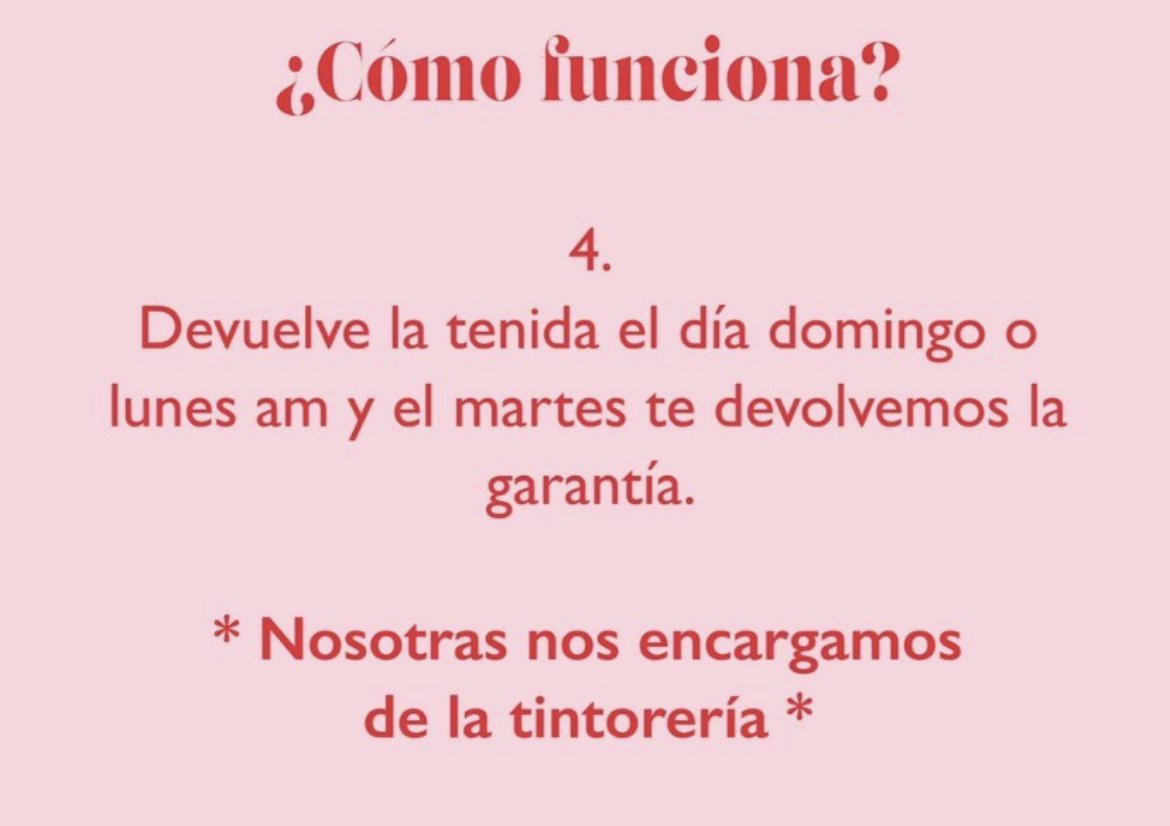 ¿Cómo funciona?
4.
Devuelve la tenida el día domingo o
lunes am y el martes te devolvemos la
garantía.
* Nosotras nos encargamos
de la tintorería *